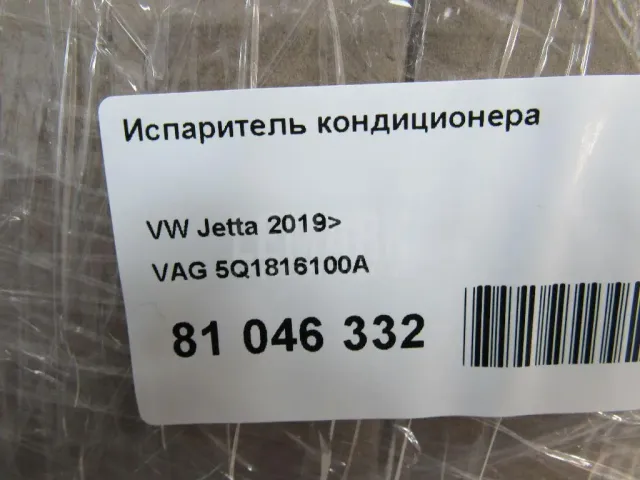 Испаритель кондиционера
VW Jetta 2019>
VAG 5Q1816100A
81 046 332